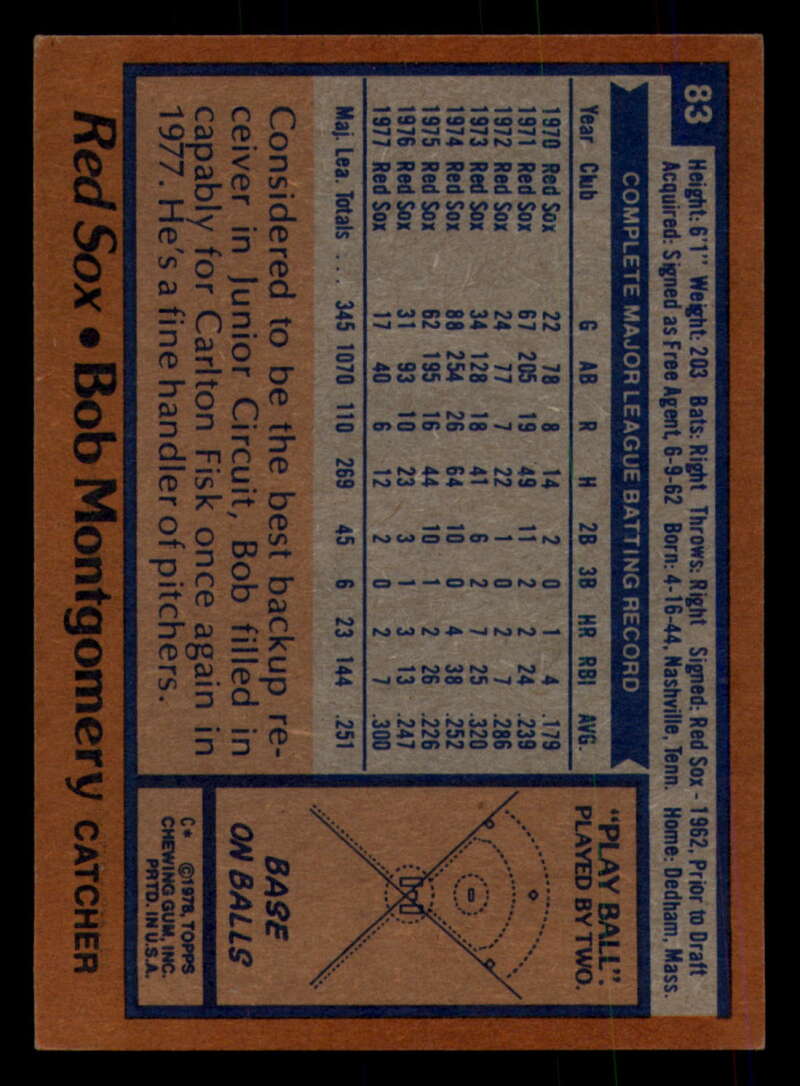 83
Height: 6'1" Weight: 203 Bats: Right Throws: Right Signed: Red Sox - 1962, Prior to Draft
Acquired: Signed as Free Agent, 6-9-62 Born: 4-16-44, Nashville, Tenn. Home: Dedham, Mass.
COMPLETE MAJOR LEAGUE BATTING RECORD
Year Club G AB R H 2B 3B HR RBI AVG.
1970 Red Sox 22 78 8 14 2 0 1 4 .179
1971 Red Sox 67 205 19 49 11 2 2 24 .239
1972 Red Sox 24 77 7 22 1 0 2 7 .286
1973 Red Sox 34 128 18 41 6 2 7 25 .320
1974 Red Sox 88 254 26 64 10 0 4 38 .252
1975 Red Sox 62 195 16 44 10 1 2 26 .226
1976 Red Sox 31 93 10 23 3 1 3 13 .247
1977 Red Sox 17 40 6 12 2 0 2 7 .300
Maj. Lea. Totals ... 345 1070 110 269 45 6 23 144 .251
Considered to be the best backup re-
ceiver in Junior Circuit, Bob filled in
capably for Carlton Fisk once again in
1977. He's a fine handler of pitchers.
"PLAY BALL".
PLAYED BY TWO.
BASE
ON BALLS
C* ©1978, TOPPS
CHEWING GUM, INC.
PRTD. IN U.S.A.
Red Sox • Bob Montgomery CATCHER